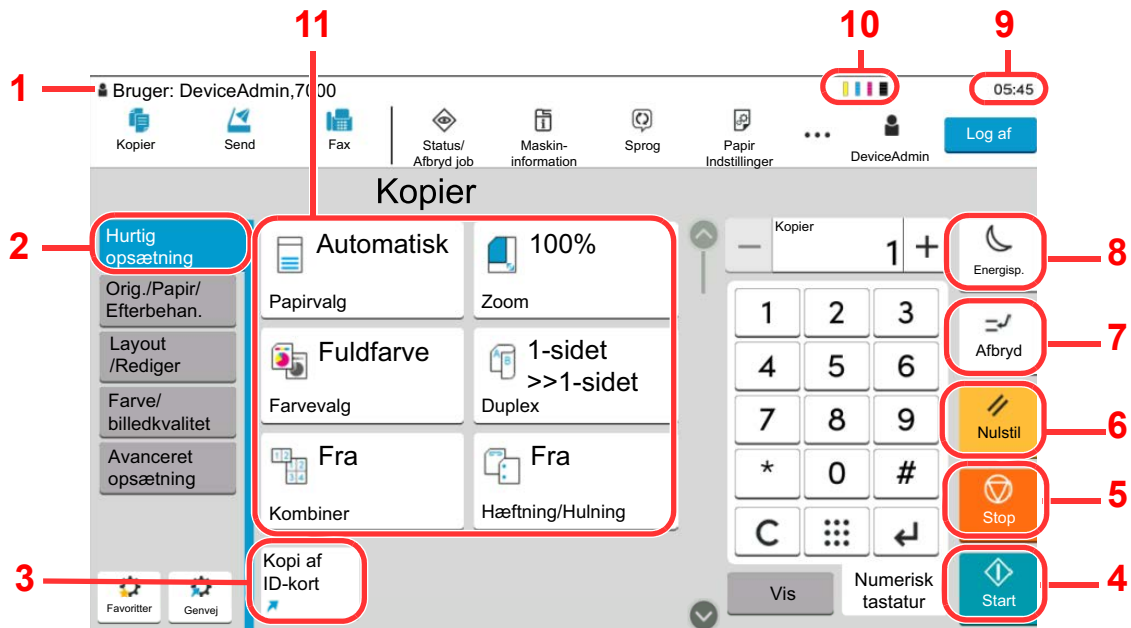 11
10
9
1
Bruger: DeviceAdmin,7000
05:45
Kopier
Send
Fax
Status/
Afbryd job
Maskin-
information
Sprog
Papir
Indstillinger
...
DeviceAdmin
Log af
Kopier
2
Hurtig
opsætning
Orig./Papir/
Efterbehan.
Layout
/Rediger
Farve/
billedkvalitet
Avanceret
opsætning
Automatisk
Papirvalg
100%
Zoom
Fuldfarve
Farvevalg
1-sidet
>>1-sidet
Duplex
Fra
Kombiner
Fra
Hæftning/Hulning
Kopier
− 1 +
1 2 3
4 5 6
7 8 9
* 0 #
C
Vis
Numerisk
tastatur
Energisp.
8
Afbryd
7
Nulstil
6
Stop
5
Start
4
3
Kopi af
ID-kort
Favoritter
Genvej